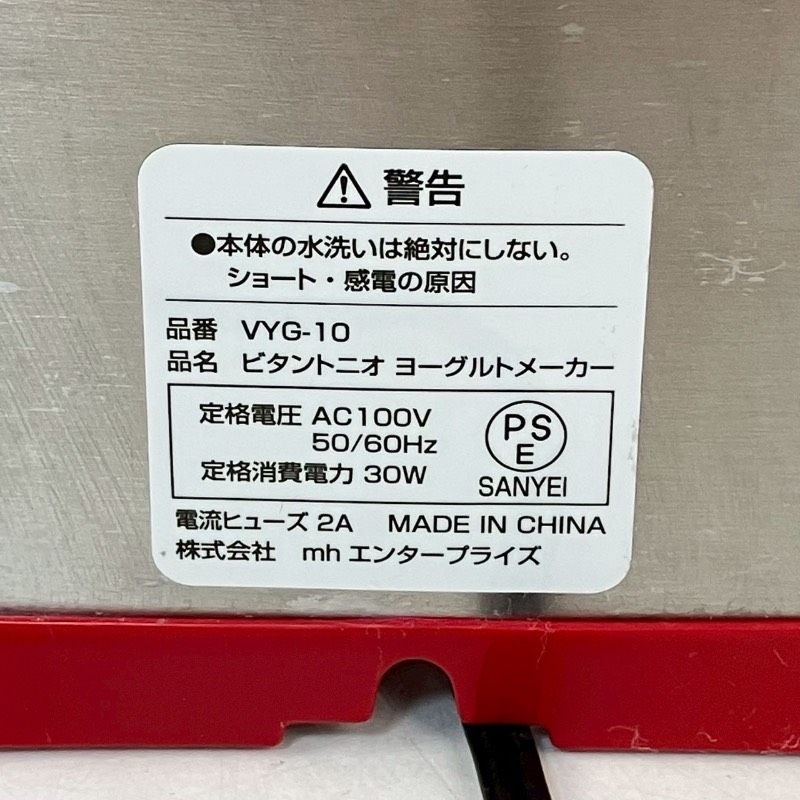 ⚠警告
●本体の水洗いは絶対にしない。
ショート・感電の原因
品番 VYG-10
品名 ビタントニオ ヨーグルトメーカー
定格電圧 AC100V
50/60Hz
定格消費電力 30W
PSE
SANYEI
電流ヒューズ 2A MADE IN CHINA
株式会社 mhエンタープライズ